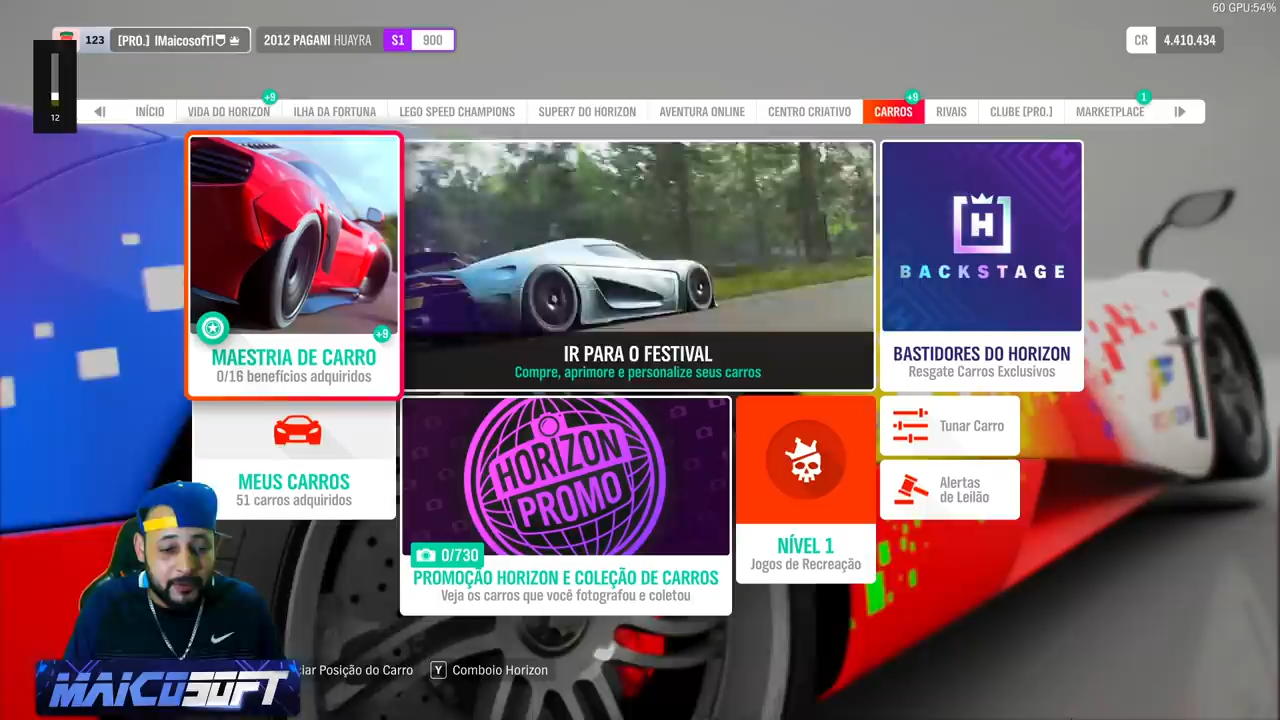 60 GPU:54%
123 [PRO.] IMaicosofTI
2012 PAGANI HUAYRA S1 900
CR 4.410.434
12
INÍCIO
VIDA DO HORIZON +9
ILHA DA FORTUNA
LEGO SPEED CHAMPIONS
SUPER7 DO HORIZON
AVENTURA ONLINE
CENTRO CRIATIVO
CARROS +9
RIVAIS
CLUBE [PRO.]
MARKETPLACE 1
+9
MAESTRIA DE CARRO
0/16 benefícios adquiridos
IR PARA O FESTIVAL
Compre, aprimore e personalize seus carros
H
BACKSTAGE
BASTIDORES DO HORIZON
Resgate Carros Exclusivos
MEUS CARROS
51 carros adquiridos
HORIZON
PROMO
0/730
PROMOÇÃO HORIZON E COLEÇÃO DE CARROS
Veja os carros que você fotografou e coletou
NÍVEL 1
Jogos de Recreação
Tunar Carro
Alertas
de Leilão
ciar Posição do Carro
Y Comboio Horizon
MAICOSOFT